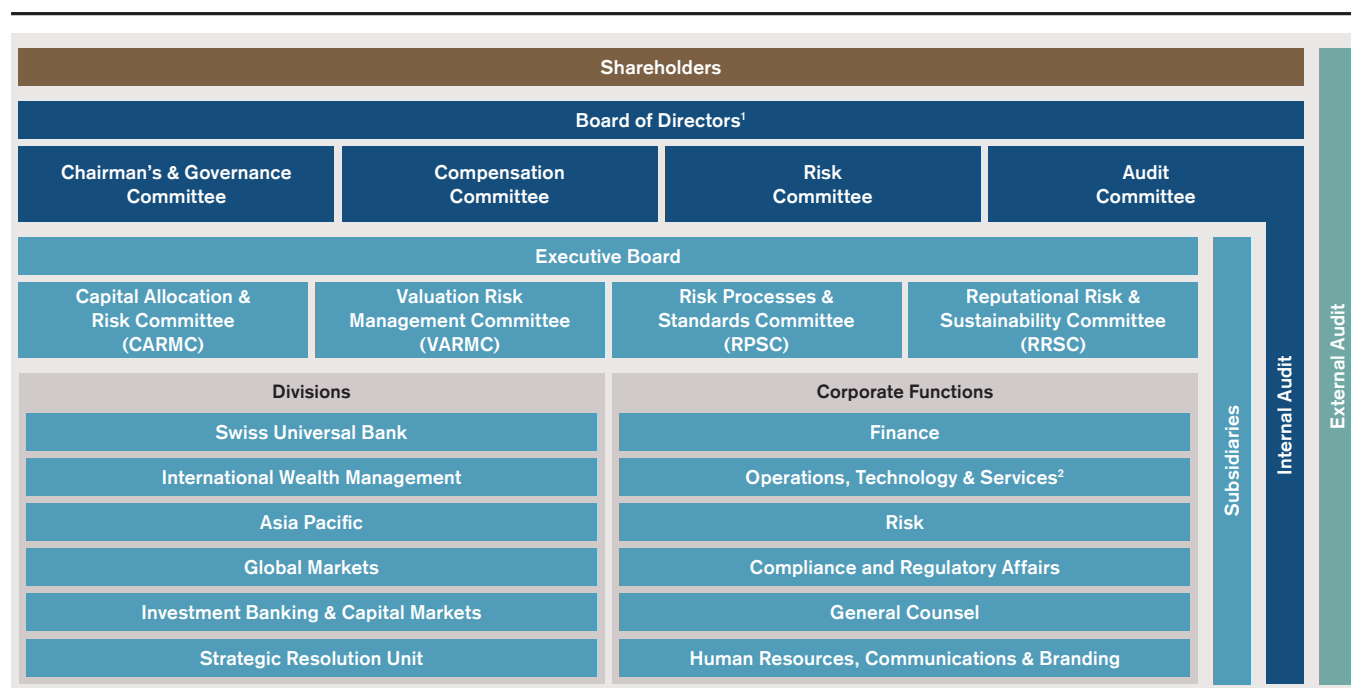 Shareholders
Board of Directors¹
Chairman's & Governance
Committee
Compensation
Committee
Risk
Committee
Audit
Committee
Executive Board
Capital Allocation &
Risk Committee
(CARMC)
Valuation Risk
Management Committee
(VARMC)
Risk Processes &
Standards Committee
(RPSC)
Reputational Risk &
Sustainability Committee
(RRSC)
Divisions
Swiss Universal Bank
International Wealth Management
Asia Pacific
Global Markets
Investment Banking & Capital Markets
Strategic Resolution Unit
Corporate Functions
Finance
Operations, Technology & Services²
Risk
Compliance and Regulatory Affairs
General Counsel
Human Resources, Communications & Branding
Subsidiaries
Internal Audit
External Audit